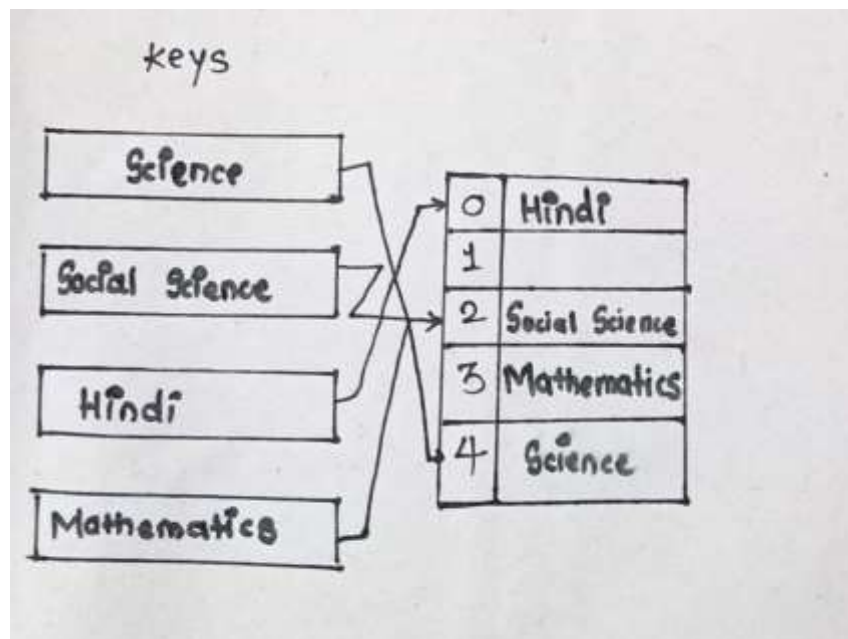 keys
Science
Social Science
Hindi
Mathematics
0 Hindi
1
2 Social Science
3 Mathematics
4 Science